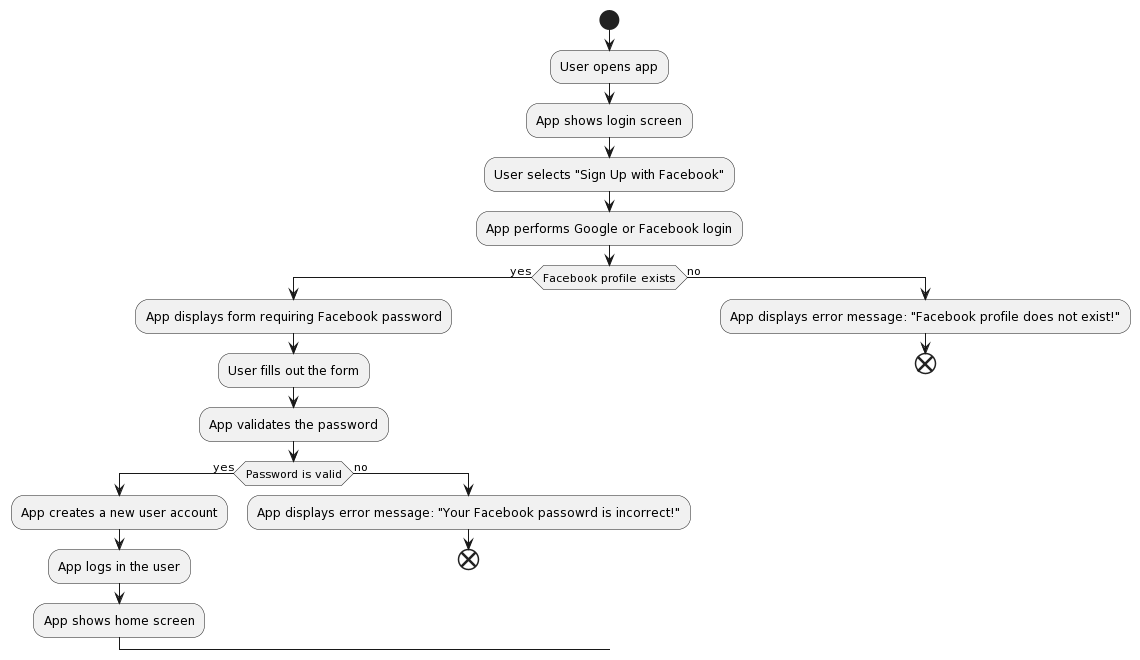 User opens app
App shows login screen
User selects "Sign Up with Facebook"
App performs Google or Facebook login
yes
Facebook profile exists
no
App displays form requiring Facebook password
App displays error message: "Facebook profile does not exist!"
User fills out the form
App validates the password
yes
Password is valid
no
App creates a new user account
App displays error message: "Your Facebook passowrd is incorrect!"
App logs in the user
App shows home screen